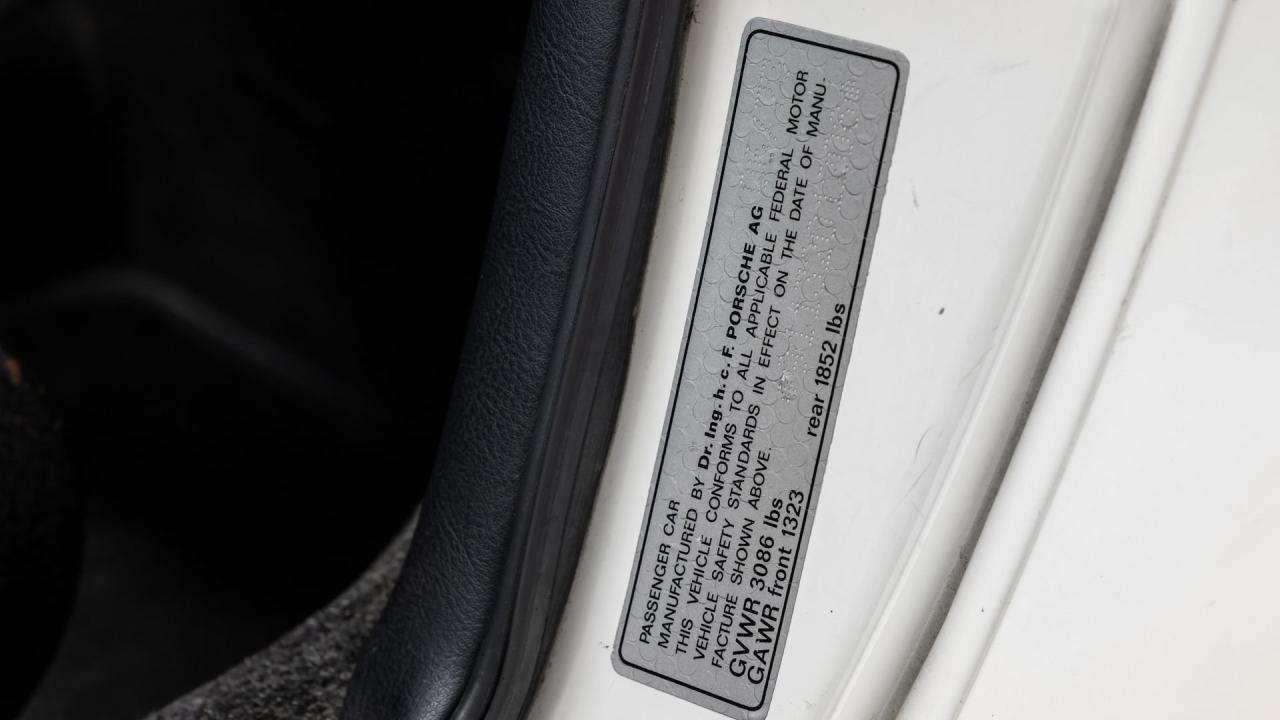 PASSENGER CAR
MANUFACTURED BY Dr. Ing. h. c. F. PORSCHE AG
THIS VEHICLE CONFORMS TO ALL APPLICABLE FEDERAL MOTOR
VEHICLE SAFETY STANDARDS IN EFFECT ON THE DATE OF MANU.
FACTURE SHOWN ABOVE.
GVWR 3086 lbs
GAWR front 1323 rear 1852 lbs